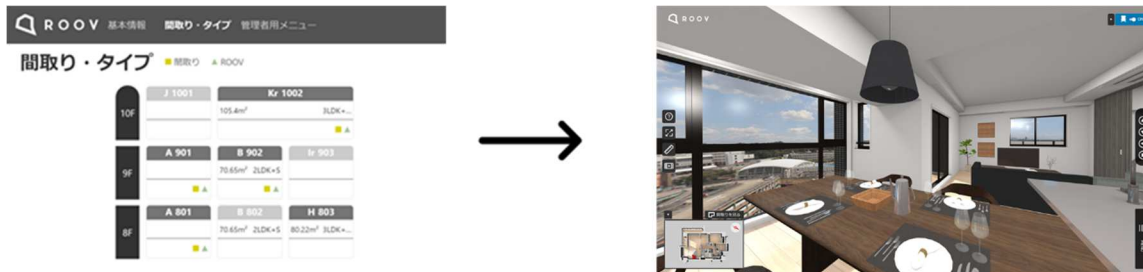 ROOV 基本情報 間取り・タイプ 管理者用メニュー
間取り・タイプ 間取り ROOV
10F
J 1001 Kr 1002
105.4m² 3LDK+...
9F
A 901 B 902 Ir 903
70.65m² 2LDK+S
8F
A 801 B 802 H 803
70.65m² 2LDK+S 80.22m² 3LDK+...
ROOV